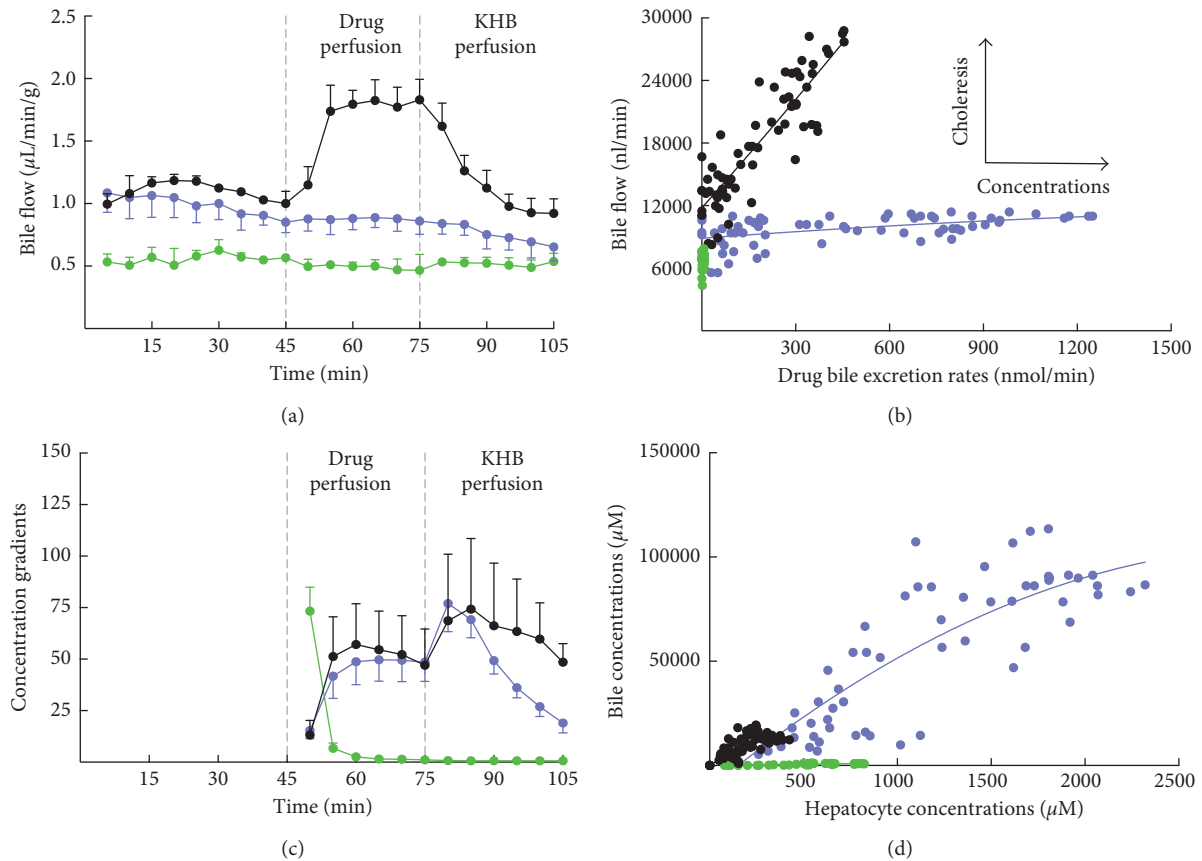 2.5
2.0
1.5
1.0
0.5
Bile flow (μL/min/g)
Drug
perfusion
KHB
perfusion
15
30
45
60
75
90
105
Time (min)
(a)
30000
24000
18000
12000
6000
Bile flow (nl/min)
Choleresis
Concentrations
300
600
900
1200
1500
Drug bile excretion rates (nmol/min)
(b)
150
125
100
75
50
25
Concentration gradients
Drug
perfusion
KHB
perfusion
15
30
45
60
75
90
105
Time (min)
(c)
150000
100000
50000
Bile concentrations (μM)
500
1000
1500
2000
2500
Hepatocyte concentrations (μM)
(d)